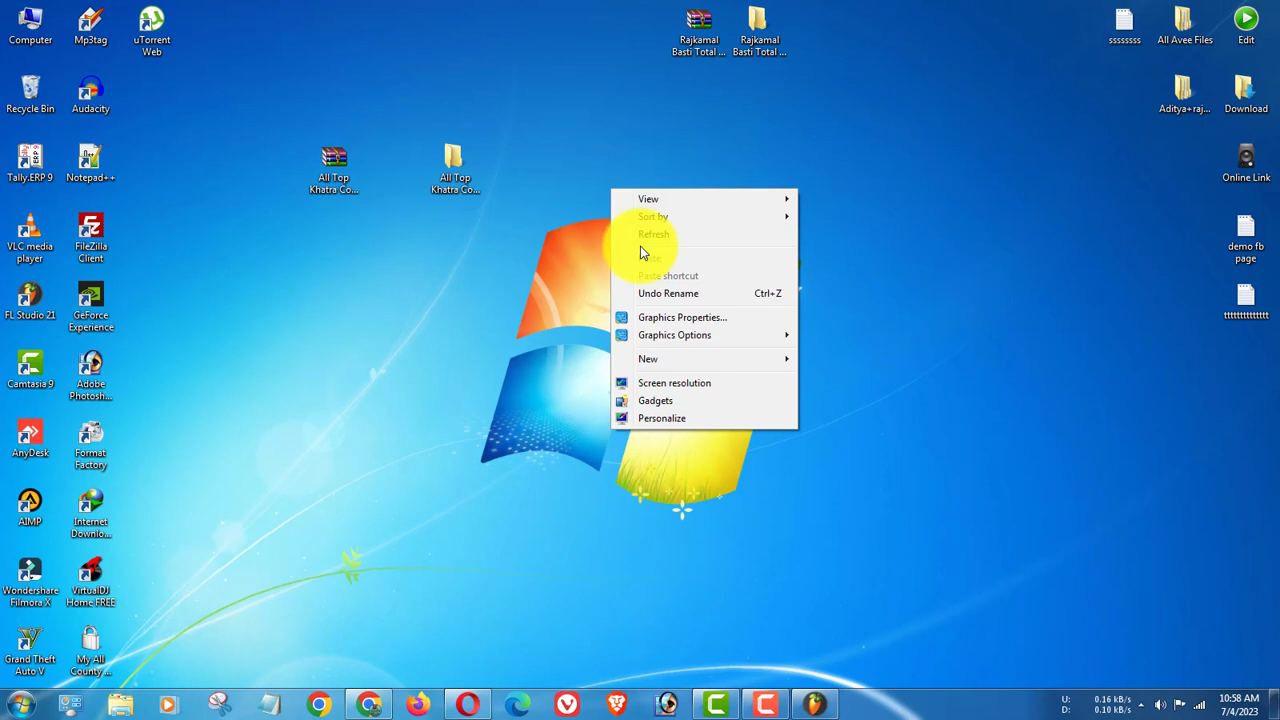 Computer
Mp3tag
uTorrent
Web
Rajkamal
Basti Total ...
Rajkamal
Basti Total ...
ssssssss
All Avee Files
Edit
Recycle Bin
Audacity
Aditya+raj...
Download
Tally.ERP 9
Notepad++
All Top
Khatra Co...
All Top
Khatra Co...
Online Link
VLC media
player
FileZilla
Client
demo fb
page
FL Studio 21
GeForce
Experience
tttttttttttttt
Camtasia 9
Adobe
Photosh...
AnyDesk
Format
Factory
AIMP
Internet
Downlo...
Wondershare
Filmora X
VirtualDJ
Home FREE
Grand Theft
Auto V
My All
County ...
View
Sort by
Refresh
Paste shortcut
Undo Rename Ctrl+Z
Graphics Properties...
Graphics Options
New
Screen resolution
Gadgets
Personalize
U: 0.16 kB/s
D: 0.10 kB/s
10:58 AM
7/4/2023